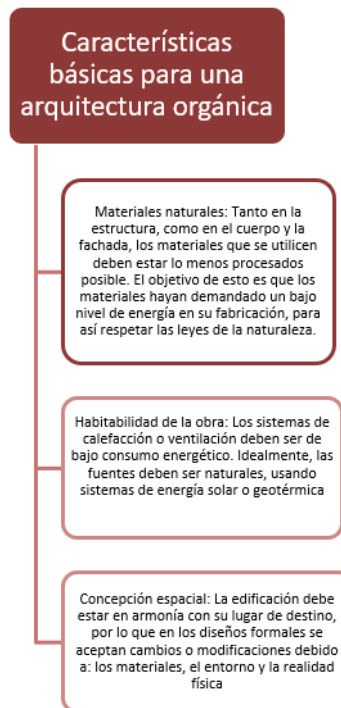 Características
básicas para una
arquitectura orgánica
Materiales naturales: Tanto en la
estructura, como en el cuerpo y la
fachada, los materiales que se utilicen
deben estar lo menos procesados
posible. El objetivo de esto es que los
materiales hayan demandado un bajo
nivel de energía en su fabricación, para
así respetar las leyes de la naturaleza.
Habitabilidad de la obra: Los sistemas de
calefacción o ventilación deben ser de
bajo consumo energético. Idealmente, las
fuentes deben ser naturales, usando
sistemas de energía solar o geotérmica
Concepción espacial: La edificación debe
estar en armonía con su lugar de destino,
por lo que en los diseños formales se
aceptan cambios o modificaciones debido
a: los materiales, el entorno y la realidad
física